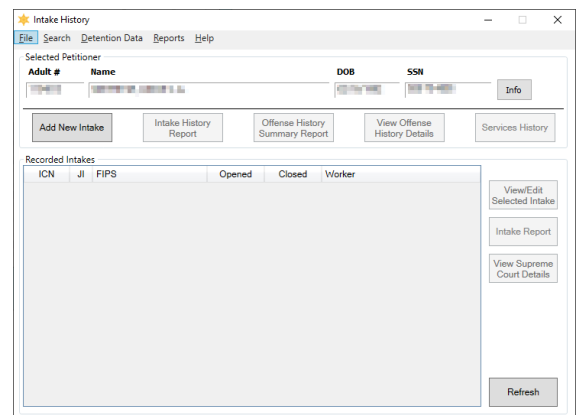 Intake History
File Search Detention Data Reports Help
Selected Petitioner
Adult # Name DOB SSN
Info
Add New Intake
Intake History
Report
Offense History
Summary Report
View Offense
History Details
Services History
Recorded Intakes
ICN JI FIPS Opened Closed Worker
View/Edit
Selected Intake
Intake Report
View Supreme
Court Details
Refresh